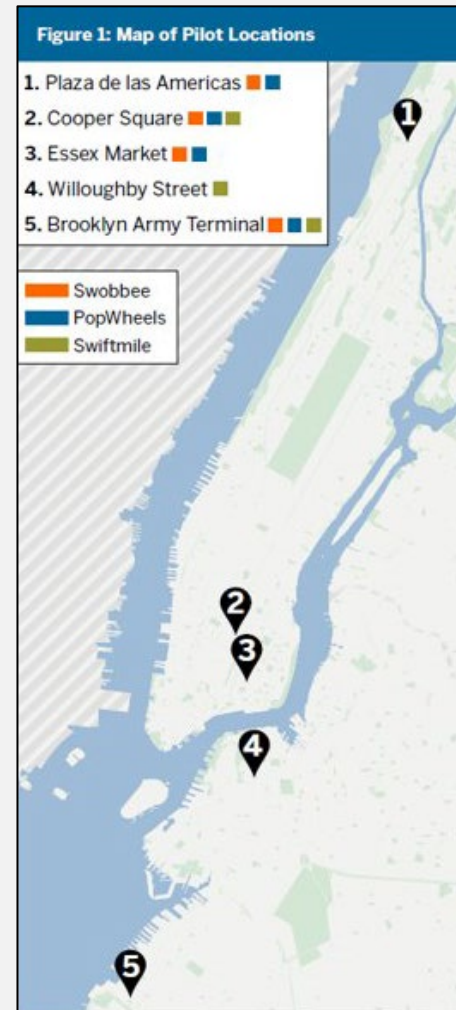 Figure 1: Map of Pilot Locations
1. Plaza de las Americas
2. Cooper Square
3. Essex Market
4. Willoughby Street
5. Brooklyn Army Terminal
Swobbee
PopWheels
Swiftmile
1
2
3
4
5